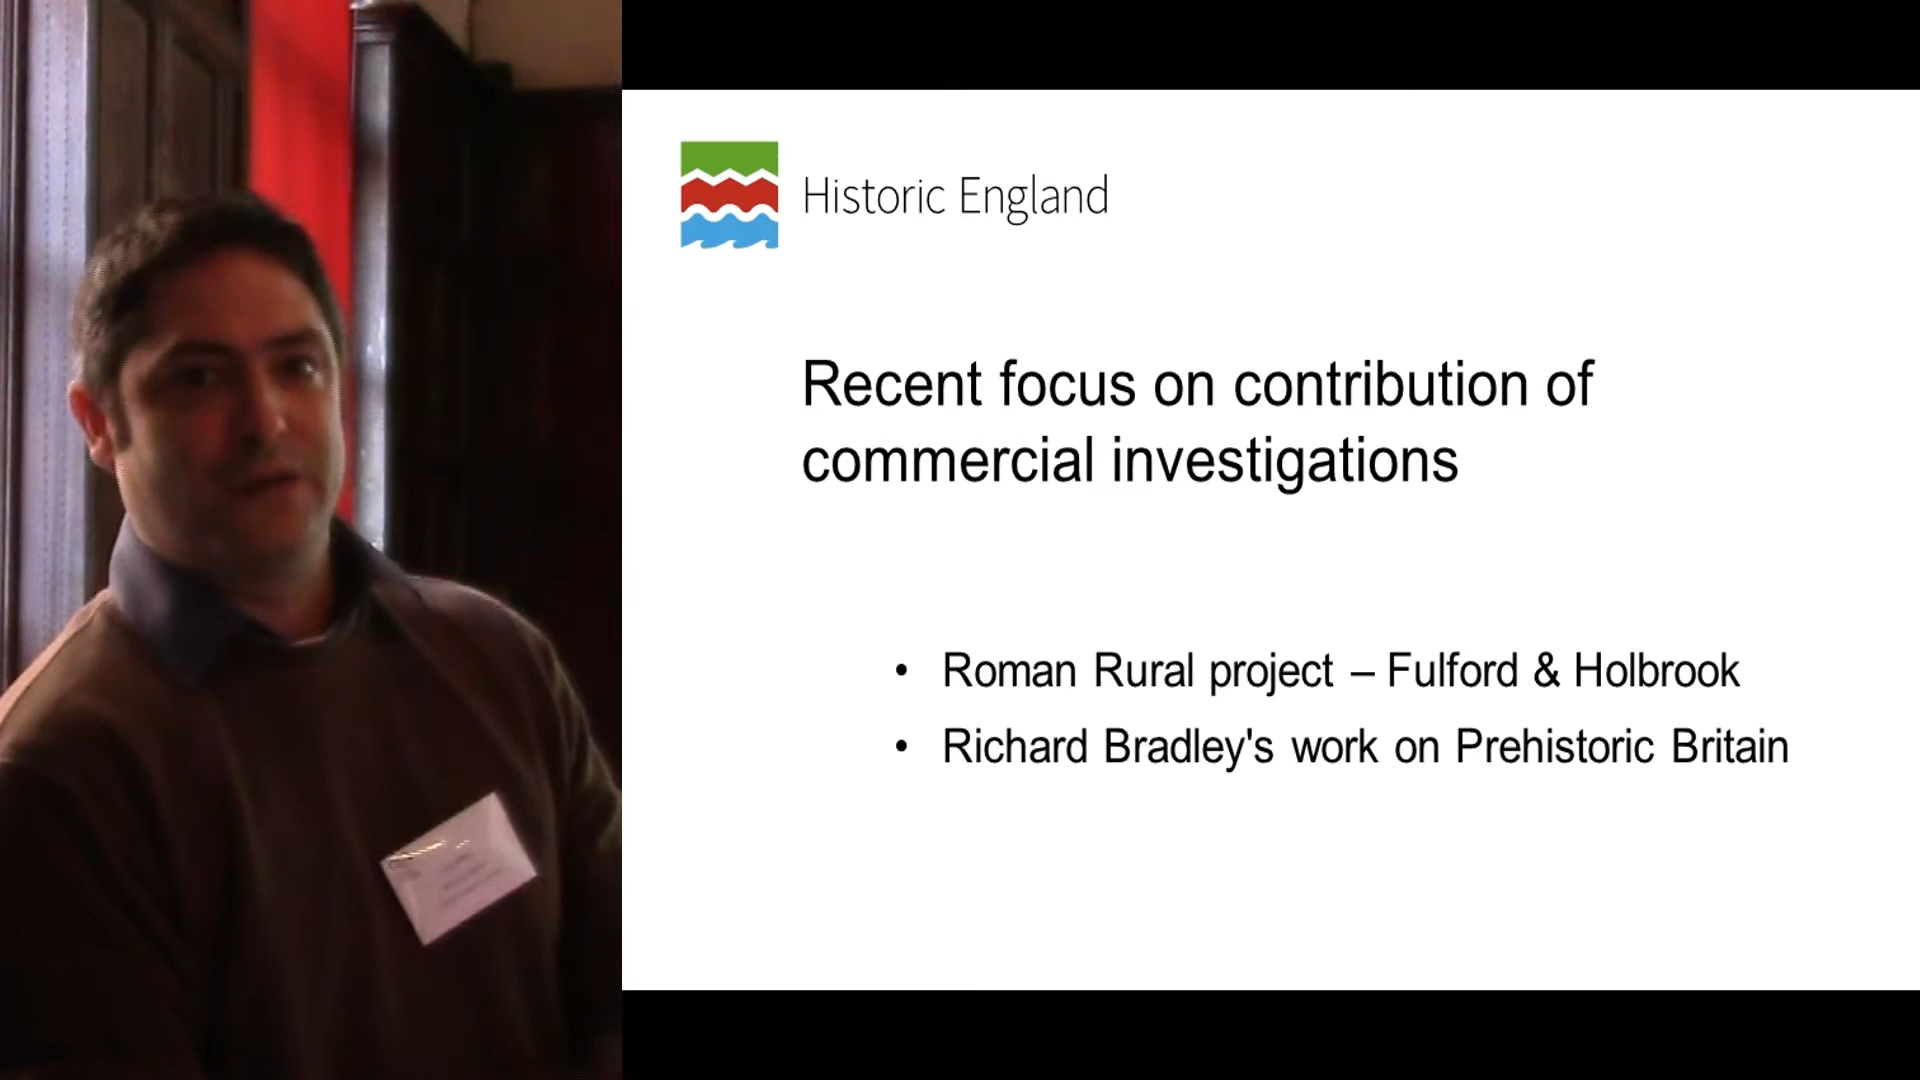 Historic England
Recent focus on contribution of
commercial investigations
• Roman Rural project – Fulford & Holbrook
• Richard Bradley's work on Prehistoric Britain